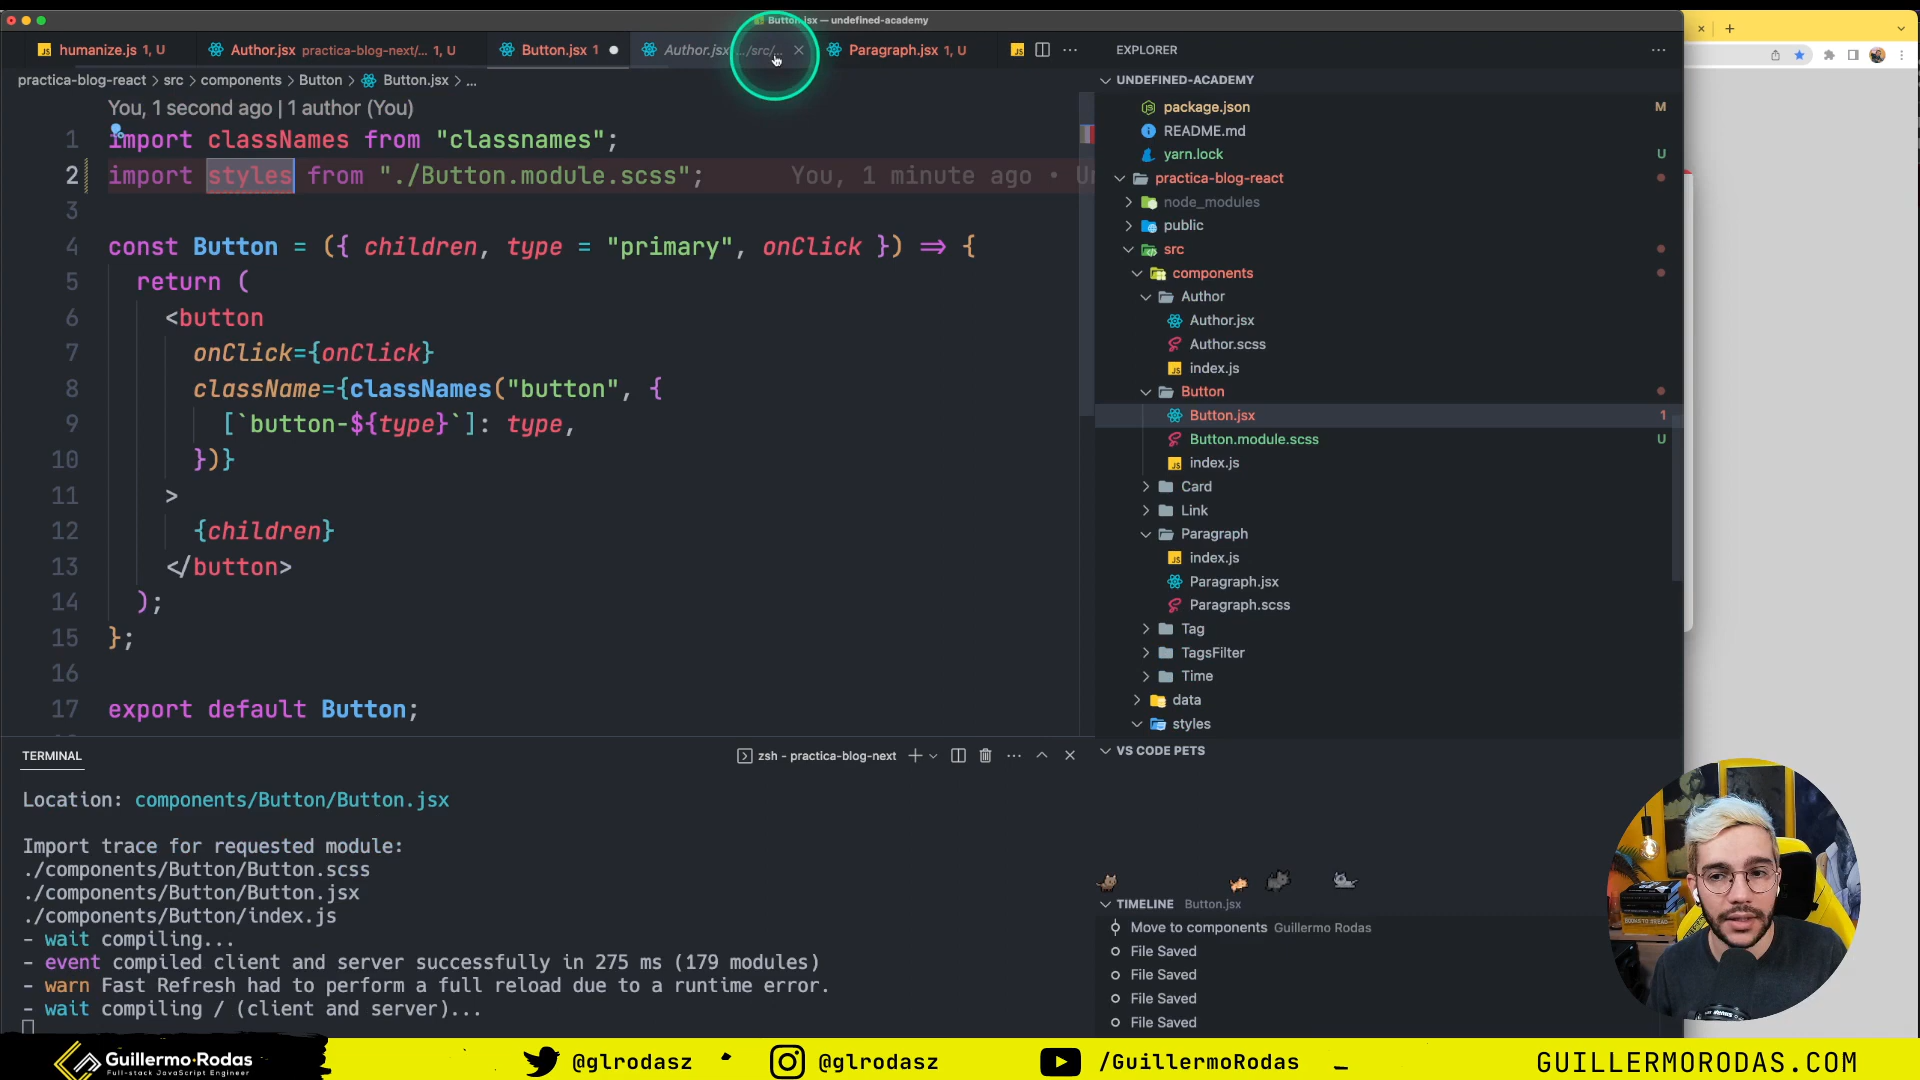 Button.jsx — undefined-academy
humanize.js 1, U
Author.jsx practica-blog-next/... 1, U
Button.jsx 1
Author.jsx .../src/...
Paragraph.jsx 1, U
EXPLORER
practica-blog-react > src > components > Button > Button.jsx > ...
You, 1 second ago | 1 author (You)
1 import classNames from "classnames";
2 import styles from "./Button.module.scss"; You, 1 minute ago •
3
4 const Button = ({ children, type = "primary", onClick }) => {
5 return (
6 <button
7 onClick={onClick}
8 className={classNames("button", {
9 [`button-${type}`]: type,
10 })}
11 >
12 {children}
13 </button>
14 );
15 };
16
17 export default Button;
UNDEFINED-ACADEMY
package.json M
README.md
yarn.lock U
practica-blog-react
node_modules
public
src
components
Author
Author.jsx
Author.scss
index.js
Button
Button.jsx 1
Button.module.scss U
index.js
Card
Link
Paragraph
index.js
Paragraph.jsx
Paragraph.scss
Tag
TagsFilter
Time
data
styles
VS CODE PETS
TIMELINE Button.jsx
Move to components Guillermo Rodas
File Saved
File Saved
File Saved
File Saved
TERMINAL
zsh - practica-blog-next
Location: components/Button/Button.jsx
Import trace for requested module:
./components/Button/Button.scss
./components/Button/Button.jsx
./components/Button/index.js
- wait compiling...
- event compiled client and server successfully in 275 ms (179 modules)
- warn Fast Refresh had to perform a full reload due to a runtime error.
- wait compiling / (client and server)...
Guillermo·Rodas
Full-stack JavaScript Engineer
@glrodasz
@glrodasz
/GuillermoRodas
GUILLERMORODAS.COM